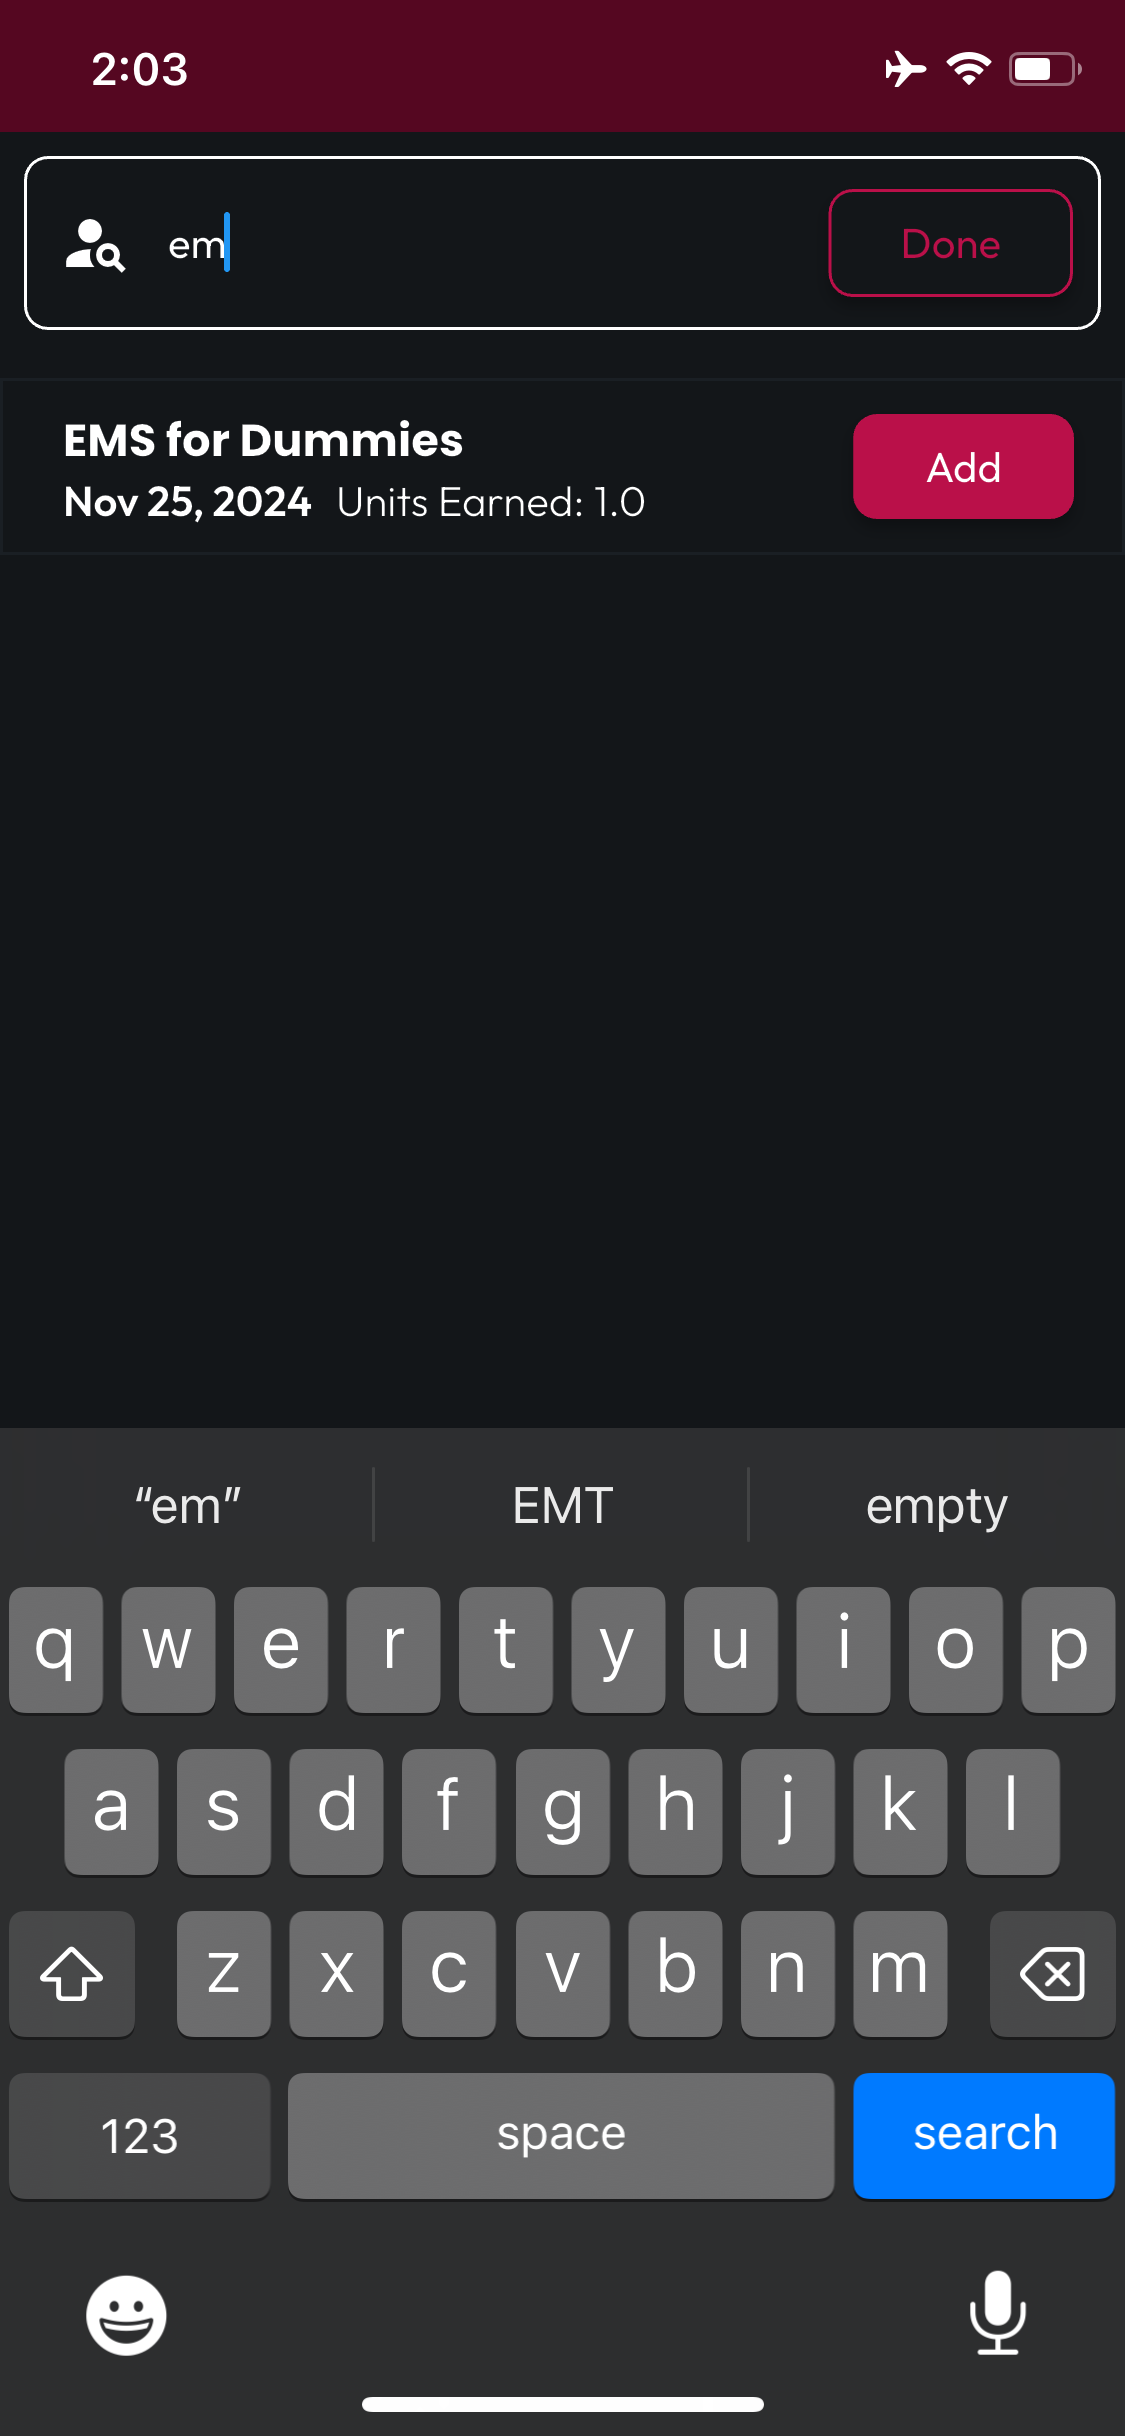 2:03
em
Done
EMS for Dummies
Nov 25, 2024 Units Earned: 1.0
Add
“em”
EMT
empty
q w e r t y u i o p
a s d f g h j k l
z x c v b n m
123
space
search